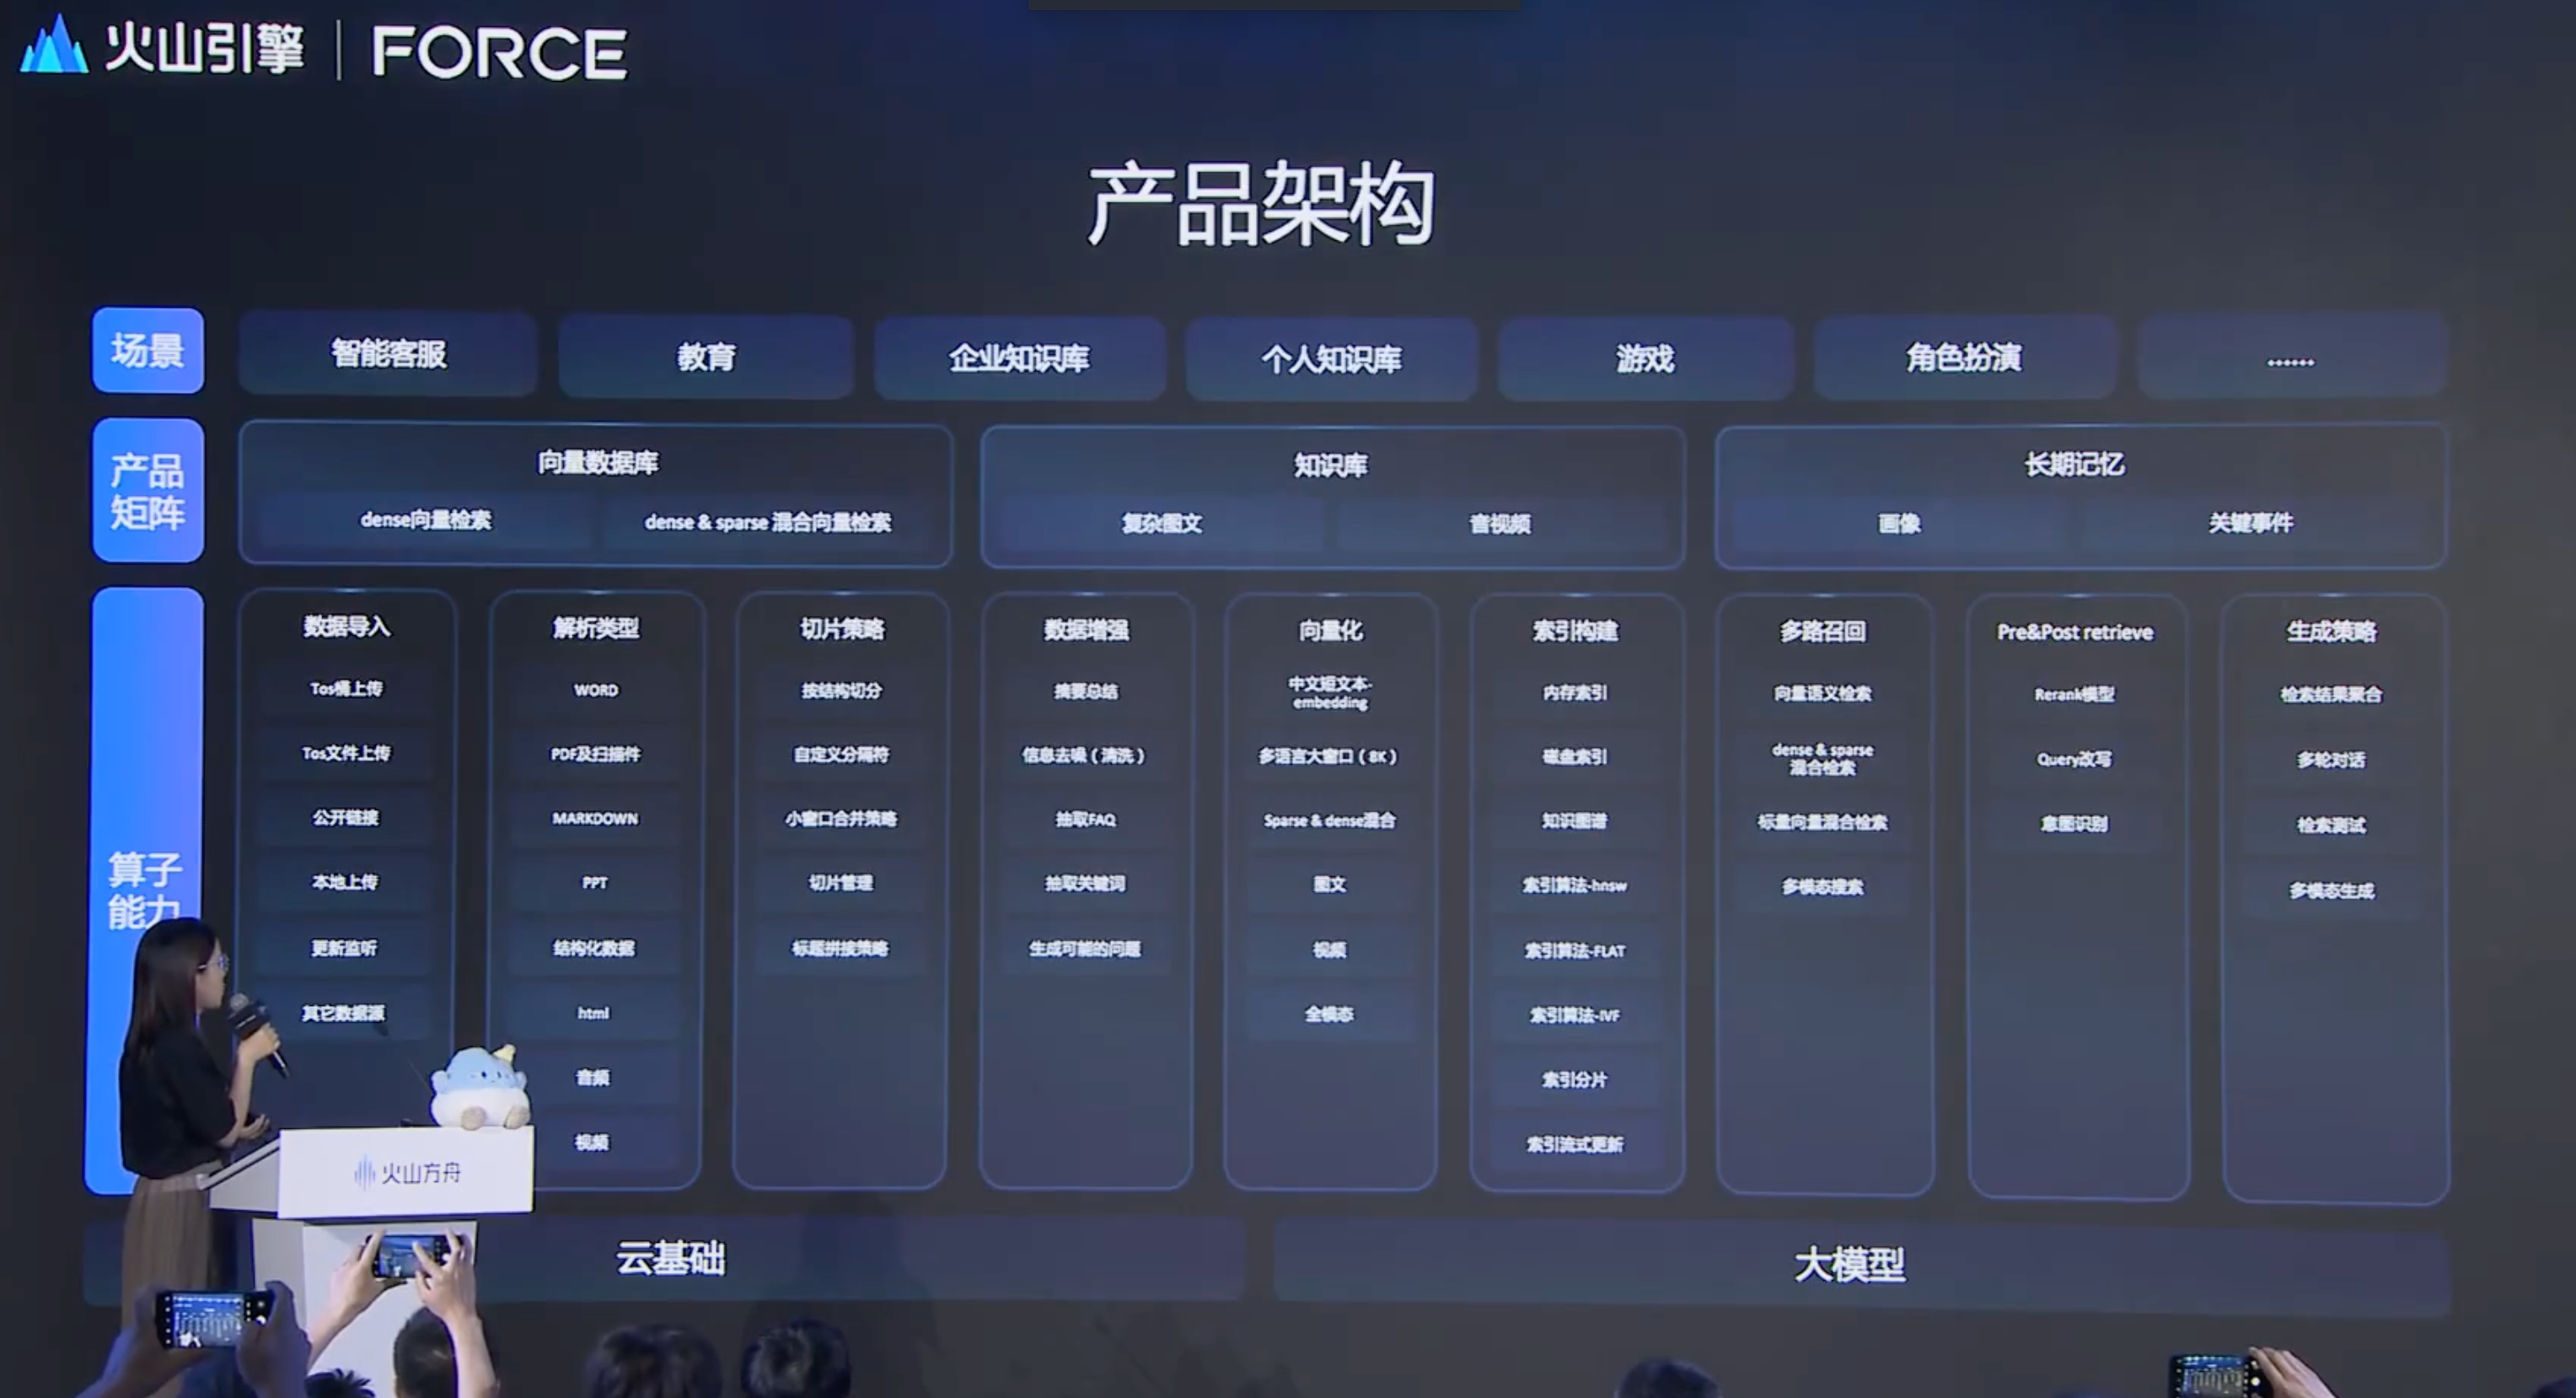 火山引擎 | FORCE
产品架构
场景
智能客服
教育
企业知识库
个人知识库
游戏
角色扮演
......
产品
矩阵
向量数据库
dense向量检索
dense & sparse 混合向量检索
知识库
复杂图文
音视频
长期记忆
画像
关键事件
算子
能力
数据导入
Tos桶上传
Tos文件上传
公开链接
本地上传
更新监听
其它数据源
解析类型
WORD
PDF及扫描件
MARKDOWN
PPT
结构化数据
html
音频
视频
切片策略
按结构切分
自定义分隔符
小窗口合并策略
切片管理
标题拼接策略
数据增强
摘要总结
信息去噪（清洗）
抽取FAQ
抽取关键词
生成可能的问题
向量化
中文短文本-
embedding
多语言大窗口（8K）
Sparse & dense混合
图文
视频
全模态
索引构建
内存索引
磁盘索引
知识图谱
索引算法-hnsw
索引算法-FLAT
索引算法-IVF
索引分片
索引流式更新
多路召回
向量语义检索
dense & sparse
混合检索
标量向量混合检索
多模态搜索
Pre&Post retrieve
Rerank模型
Query改写
意图识别
生成策略
检索结果聚合
多轮对话
检索测试
多模态生成
火山方舟
云基础
大模型